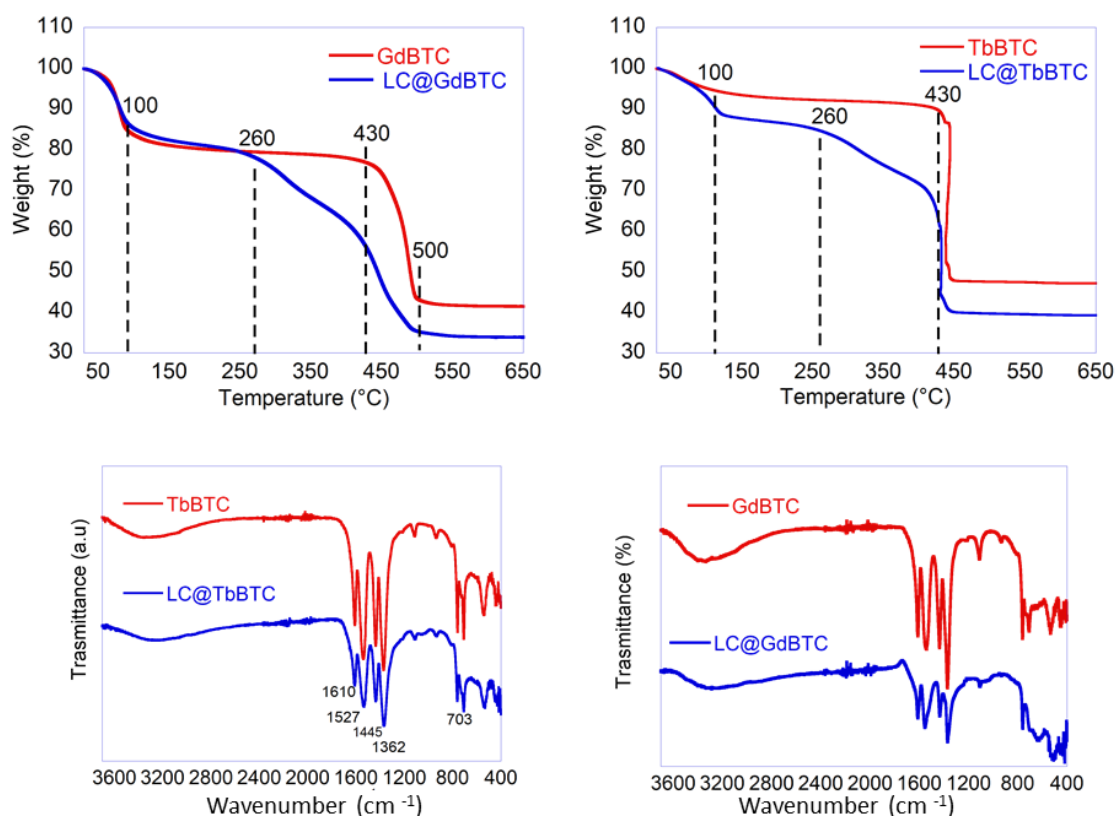 110
100
90
80
70
60
50
40
30
Weight (%)
GdBTC
LC@GdBTC
100
260
430
500
50 150 250 350 450 550 650
Temperature (°C)
110
100
90
80
70
60
50
40
30
Weight (%)
TbBTC
LC@TbBTC
100
260
430
50 150 250 350 450 550 650
Temperature (°C)
Trasmittance (a.u)
TbBTC
LC@TbBTC
1610
1527
1445
1362
703
3600 3200 2800 2400 2000 1600 1200 800 400
Wavenumber (cm -1)
Trasmittance (%)
GdBTC
LC@GdBTC
3600 3200 2800 2400 2000 1600 1200 800 400
Wavenumber (cm -1)